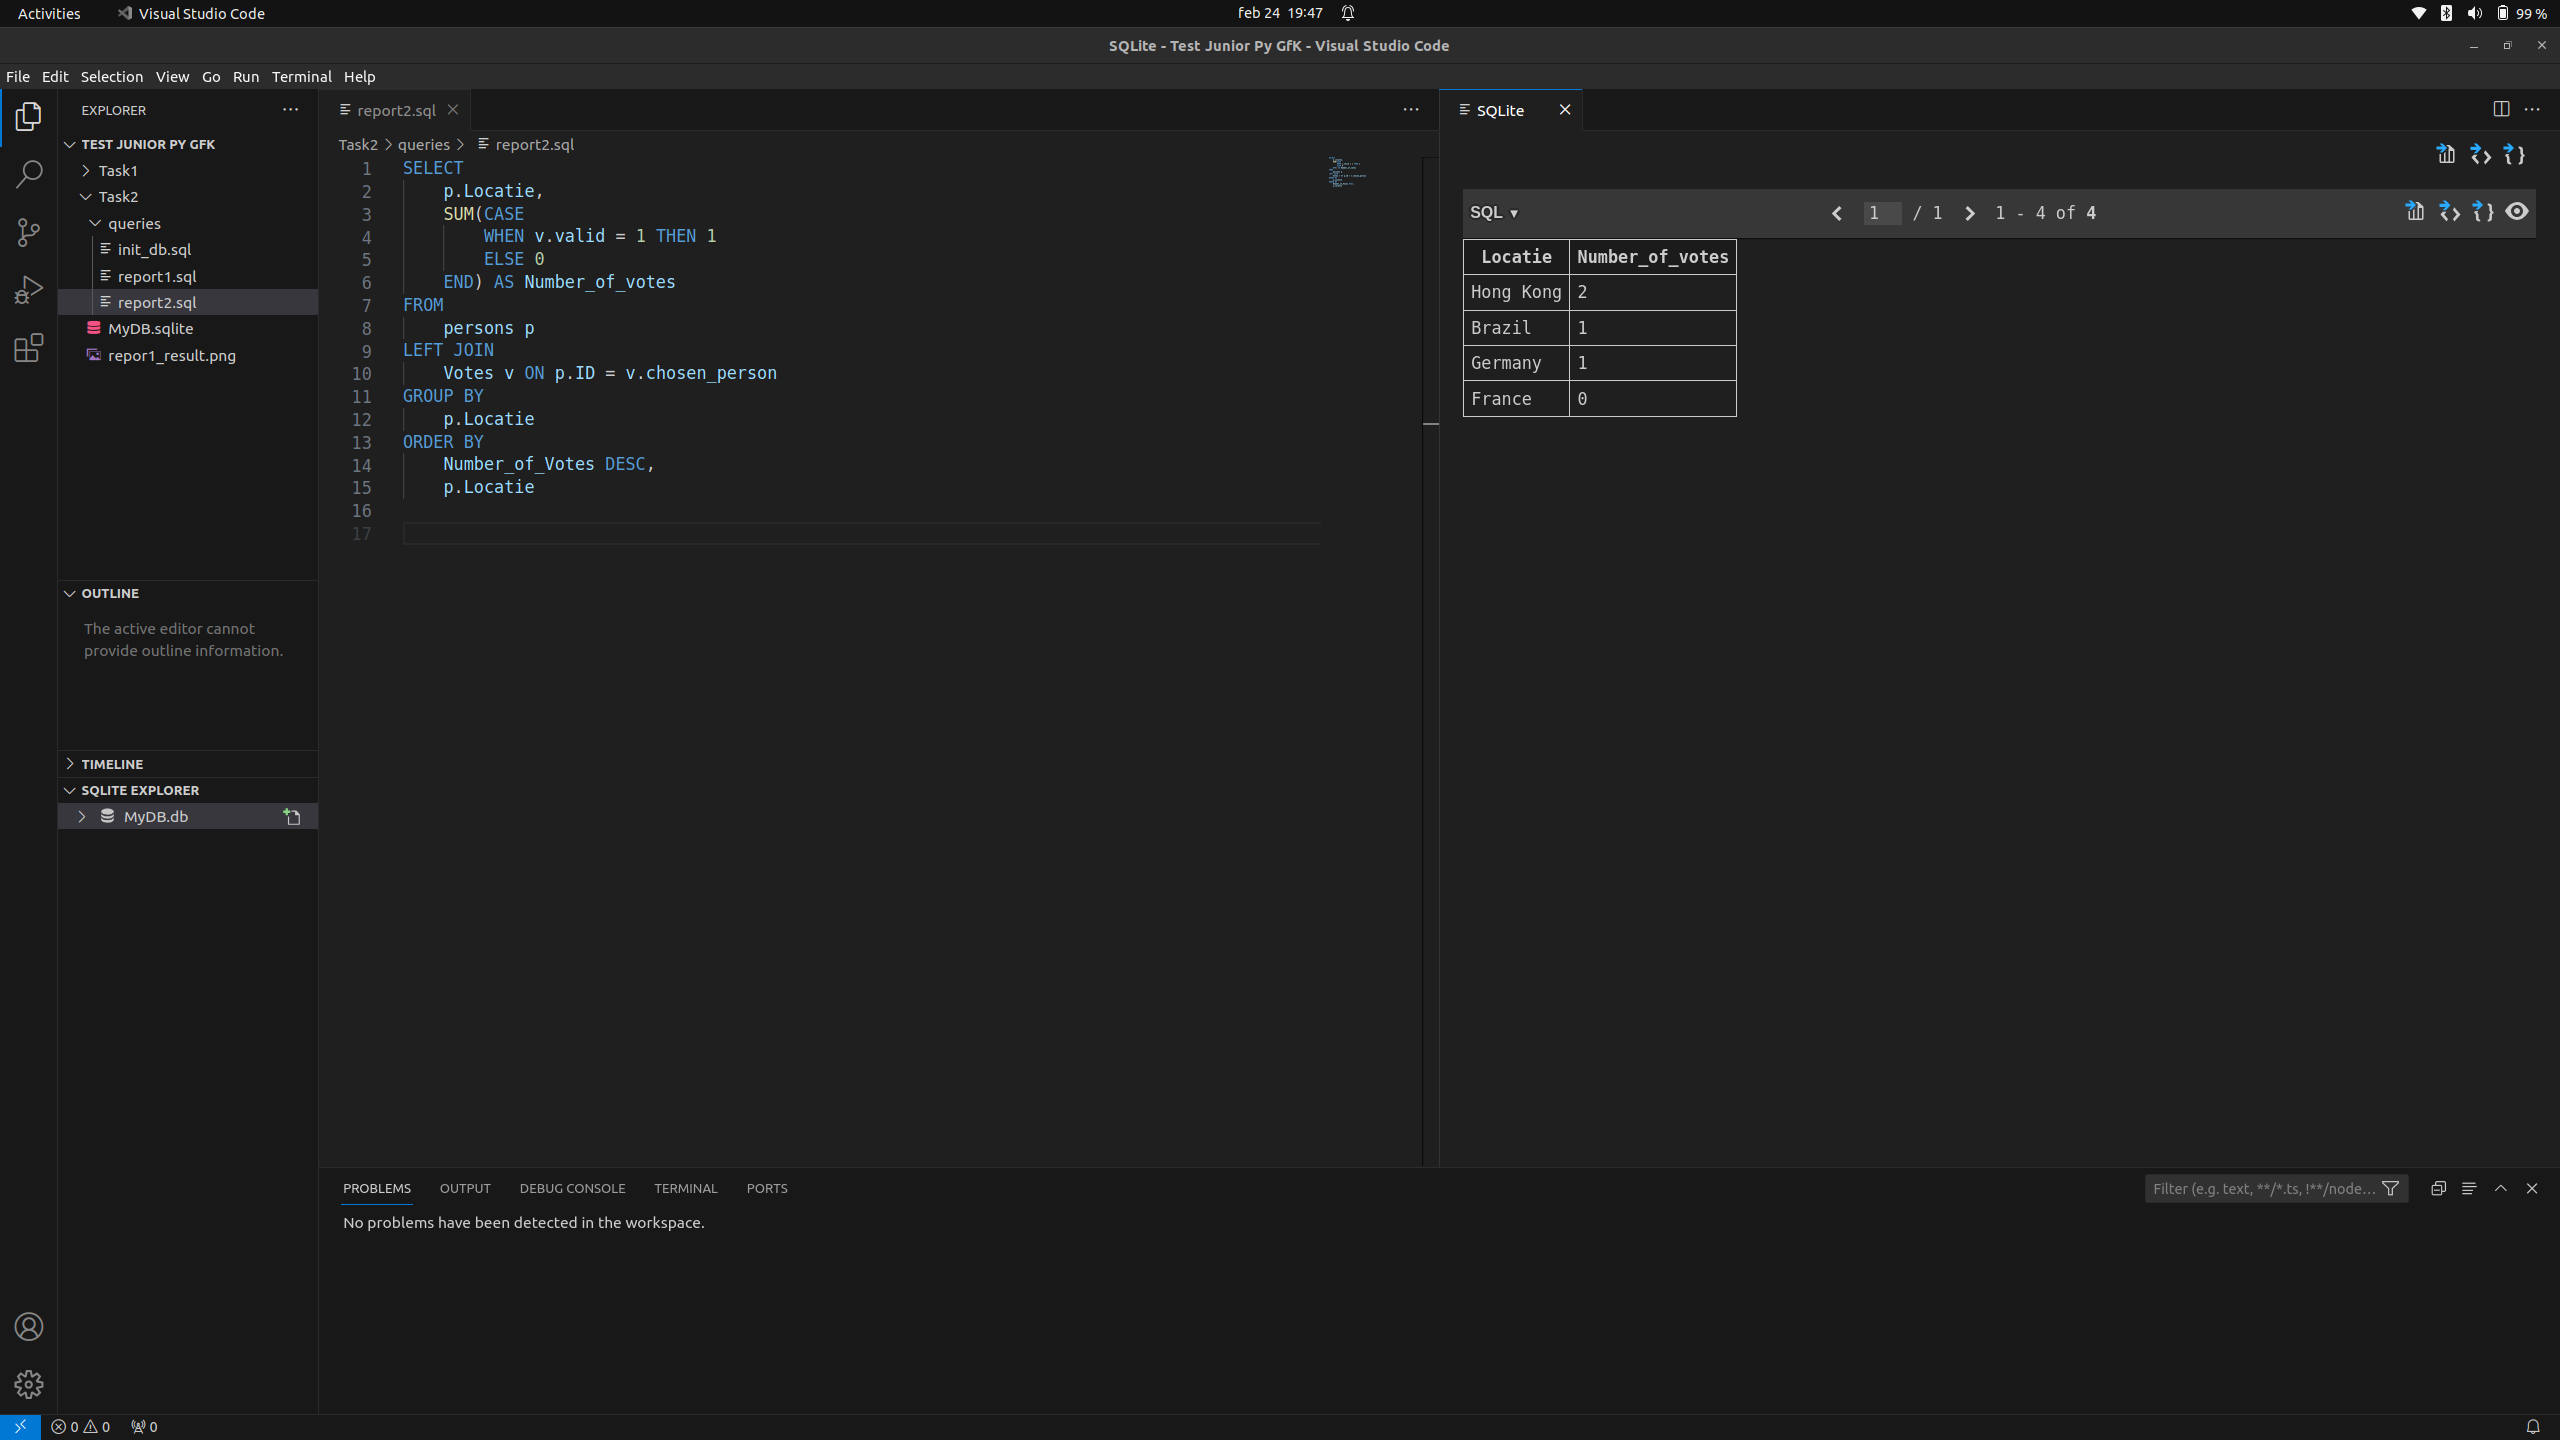 Activities Visual Studio Code feb 24 19:47 99 %
SQLite - Test Junior Py GfK - Visual Studio Code
File Edit Selection View Go Run Terminal Help
EXPLORER
TEST JUNIOR PY GFK
Task1
Task2
queries
init_db.sql
report1.sql
report2.sql
MyDB.sqlite
repor1_result.png
OUTLINE
The active editor cannot
provide outline information.
TIMELINE
SQLITE EXPLORER
MyDB.db
report2.sql
Task2 > queries > report2.sql
1 SELECT
2 p.Locatie,
3 SUM(CASE
4 WHEN v.valid = 1 THEN 1
5 ELSE 0
6 END) AS Number_of_votes
7 FROM
8 persons p
9 LEFT JOIN
10 Votes v ON p.ID = v.chosen_person
11 GROUP BY
12 p.Locatie
13 ORDER BY
14 Number_of_Votes DESC,
15 p.Locatie
16
17
SQLite
SQL ▾ 1 / 1 1 - 4 of 4
Locatie Number_of_votes
Hong Kong 2
Brazil 1
Germany 1
France 0
PROBLEMS OUTPUT DEBUG CONSOLE TERMINAL PORTS Filter (e.g. text, **/*.ts, !**/node...
No problems have been detected in the workspace.
0 0 0